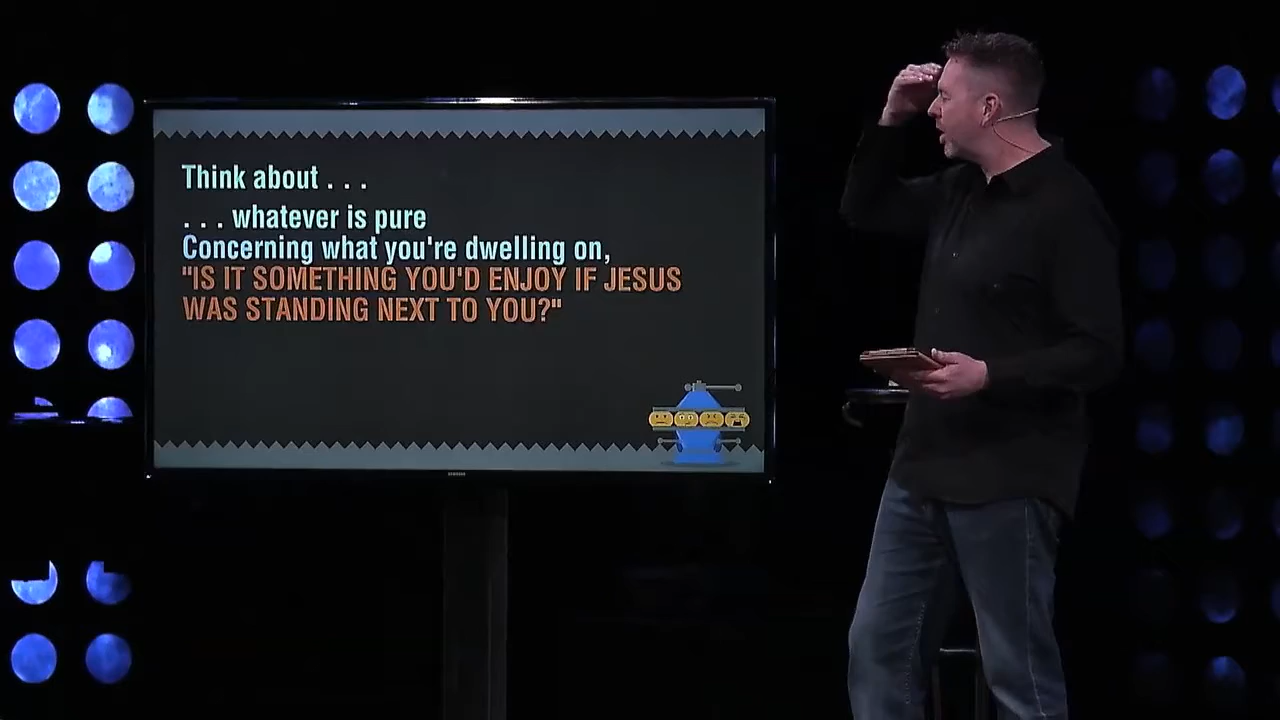 Think about . . .
. . . whatever is pure
Concerning what you're dwelling on,
"IS IT SOMETHING YOU'D ENJOY IF JESUS
WAS STANDING NEXT TO YOU?"
SAMSUNG